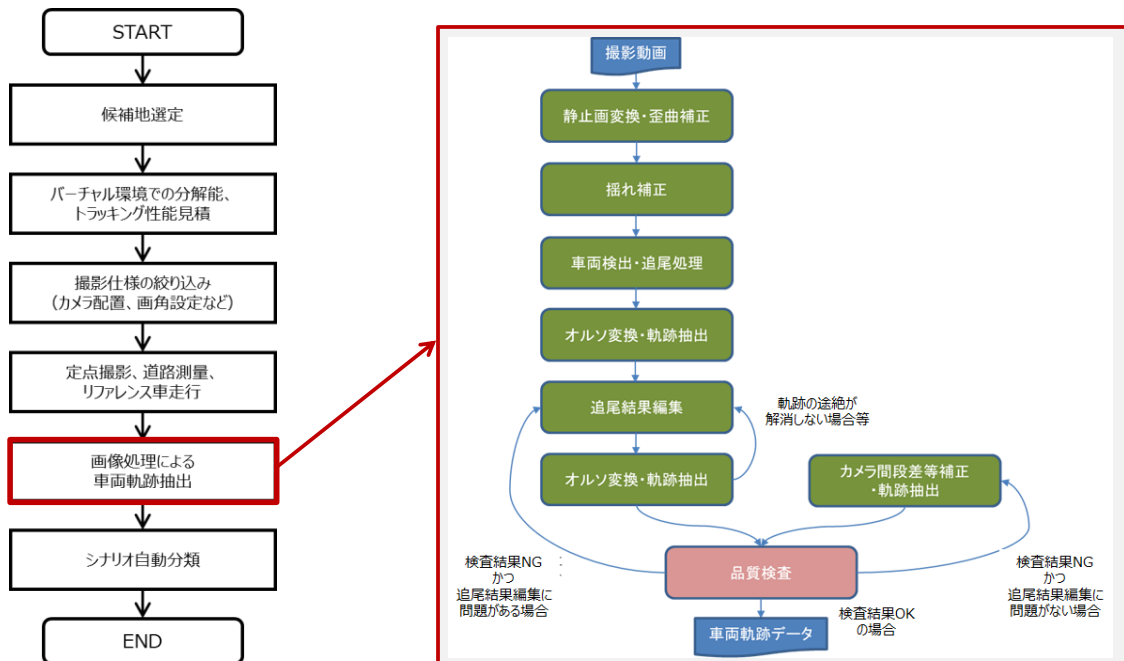 START
候補地選定
バーチャル環境での分解能、
トラッキング性能見積
撮影仕様の絞り込み
(カメラ配置、画角設定など)
定点撮影、道路測量、
リファレンス車走行
画像処理による
車両軌跡抽出
シナリオ自動分類
END
撮影動画
静止画変換・歪曲補正
揺れ補正
車両検出・追尾処理
オルソ変換・軌跡抽出
追尾結果編集
軌跡の途絶が
解消しない場合等
オルソ変換・軌跡抽出
カメラ間段差等補正
・軌跡抽出
検査結果NG
かつ
追尾結果編集に
問題がある場合
品質検査
検査結果NG
かつ
追尾結果編集に
問題がない場合
検査結果OK
の場合
車両軌跡データ